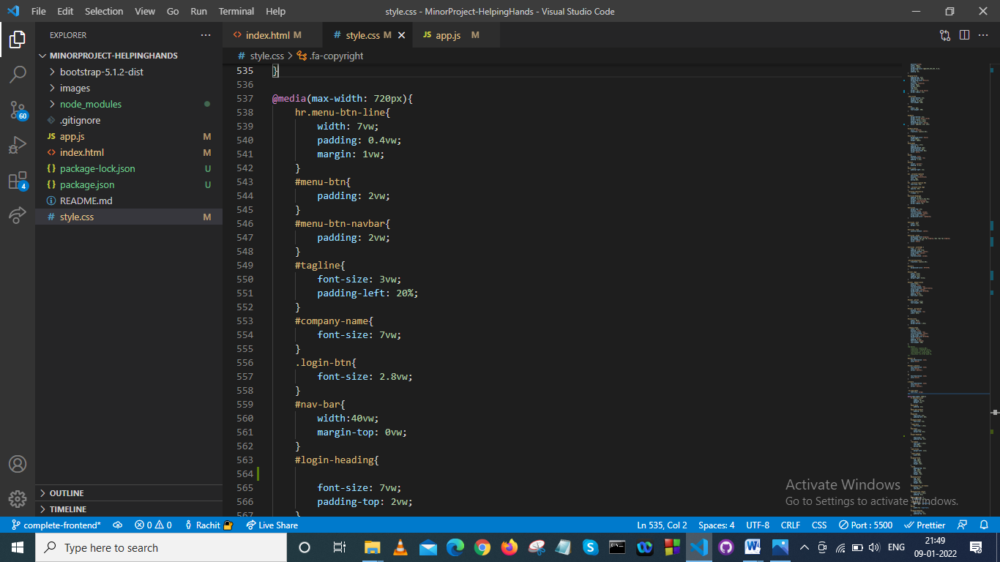 File Edit Selection View Go Run Terminal Help style.css - MinorProject-HelpingHands - Visual Studio Code
EXPLORER
index.html M style.css M app.js M
MINORPROJECT-HELPINGHANDS
# style.css > .fa-copyright
bootstrap-5.1.2-dist
images
node_modules
.gitignore
JS app.js M
<> index.html M
{} package-lock.json U
{} package.json U
README.md
# style.css M
OUTLINE
TIMELINE
60
4
535 }
536
537 @media(max-width: 720px){
538 hr.menu-btn-line{
539 width: 7vw;
540 padding: 0.4vw;
541 margin: 1vw;
542 }
543 #menu-btn{
544 padding: 2vw;
545 }
546 #menu-btn-navbar{
547 padding: 2vw;
548 }
549 #tagline{
550 font-size: 3vw;
551 padding-left: 20%;
552 }
553 #company-name{
554 font-size: 7vw;
555 }
556 .login-btn{
557 font-size: 2.8vw;
558 }
559 #nav-bar{
560 width:40vw;
561 margin-top: 0vw;
562 }
563 #login-heading{
564
565 font-size: 7vw;
566 padding-top: 2vw;
567 }
Activate Windows
Go to Settings to activate Windows.
complete-frontend* 0 0 Rachit Live Share Ln 535, Col 2 Spaces: 4 UTF-8 CRLF CSS Port : 5500 Prettier
Type here to search ENG 21:49
09-01-2022